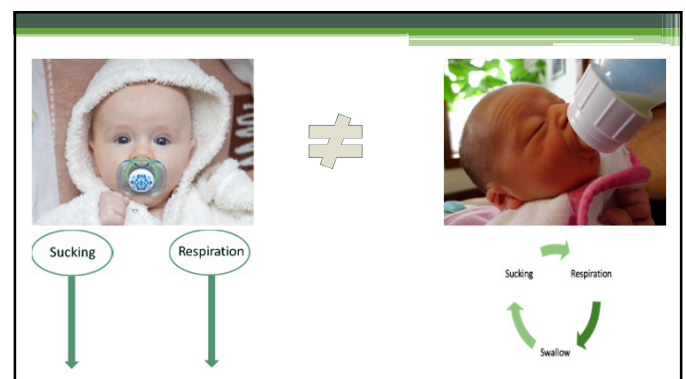 ≠
Sucking
Respiration
Sucking
Respiration
Swallow